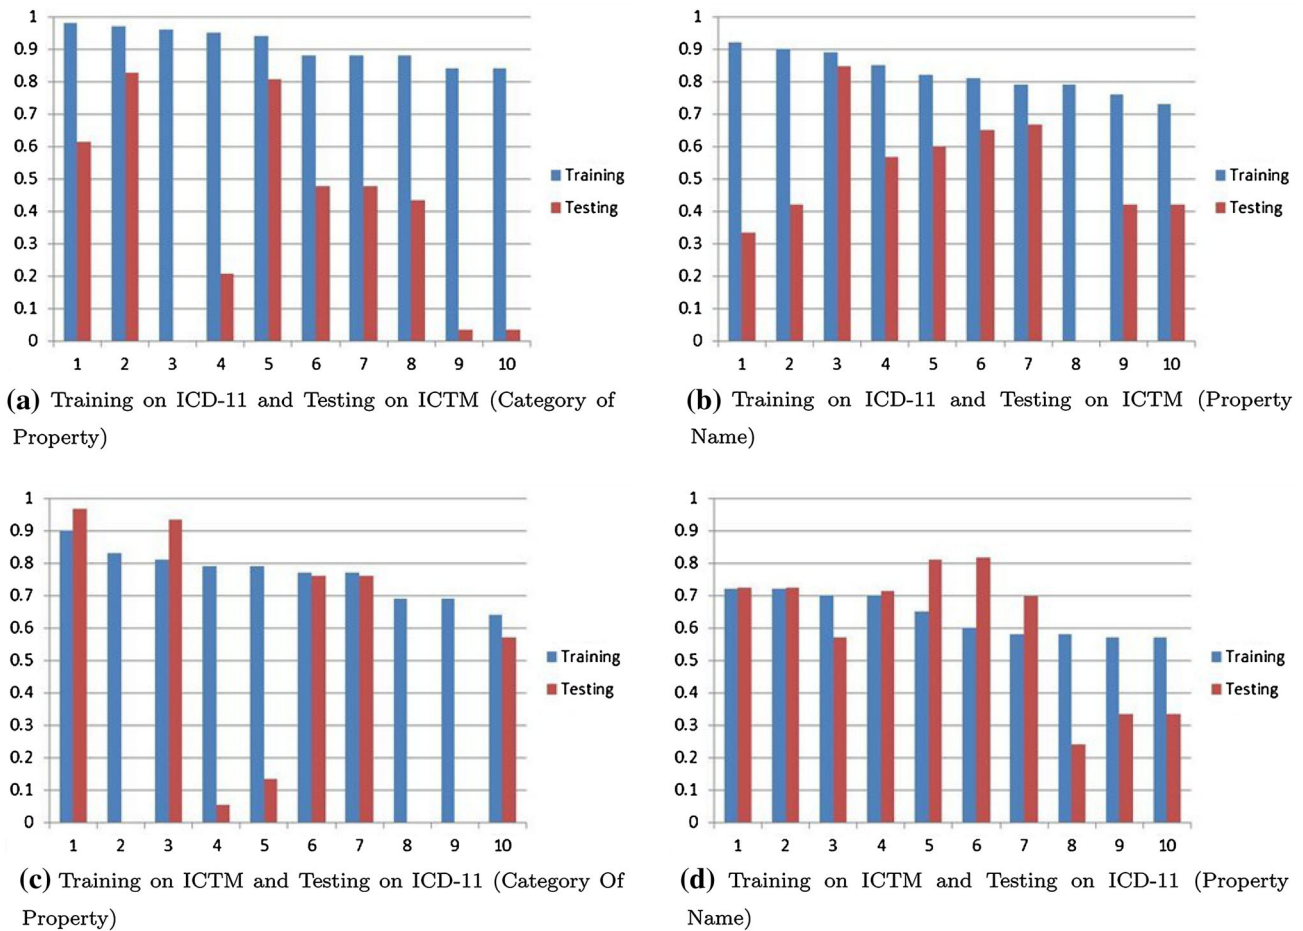 1
0.9
0.8
0.7
0.6
0.5
0.4
0.3
0.2
0.1
0
1 2 3 4 5 6 7 8 9 10
Training
Testing
(a) Training on ICD-11 and Testing on ICTM (Category of
Property)
1
0.9
0.8
0.7
0.6
0.5
0.4
0.3
0.2
0.1
0
1 2 3 4 5 6 7 8 9 10
Training
Testing
(b) Training on ICD-11 and Testing on ICTM (Property
Name)
1
0.9
0.8
0.7
0.6
0.5
0.4
0.3
0.2
0.1
0
1 2 3 4 5 6 7 8 9 10
Training
Testing
(c) Training on ICTM and Testing on ICD-11 (Category Of
Property)
1
0.9
0.8
0.7
0.6
0.5
0.4
0.3
0.2
0.1
0
1 2 3 4 5 6 7 8 9 10
Training
Testing
(d) Training on ICTM and Testing on ICD-11 (Property
Name)